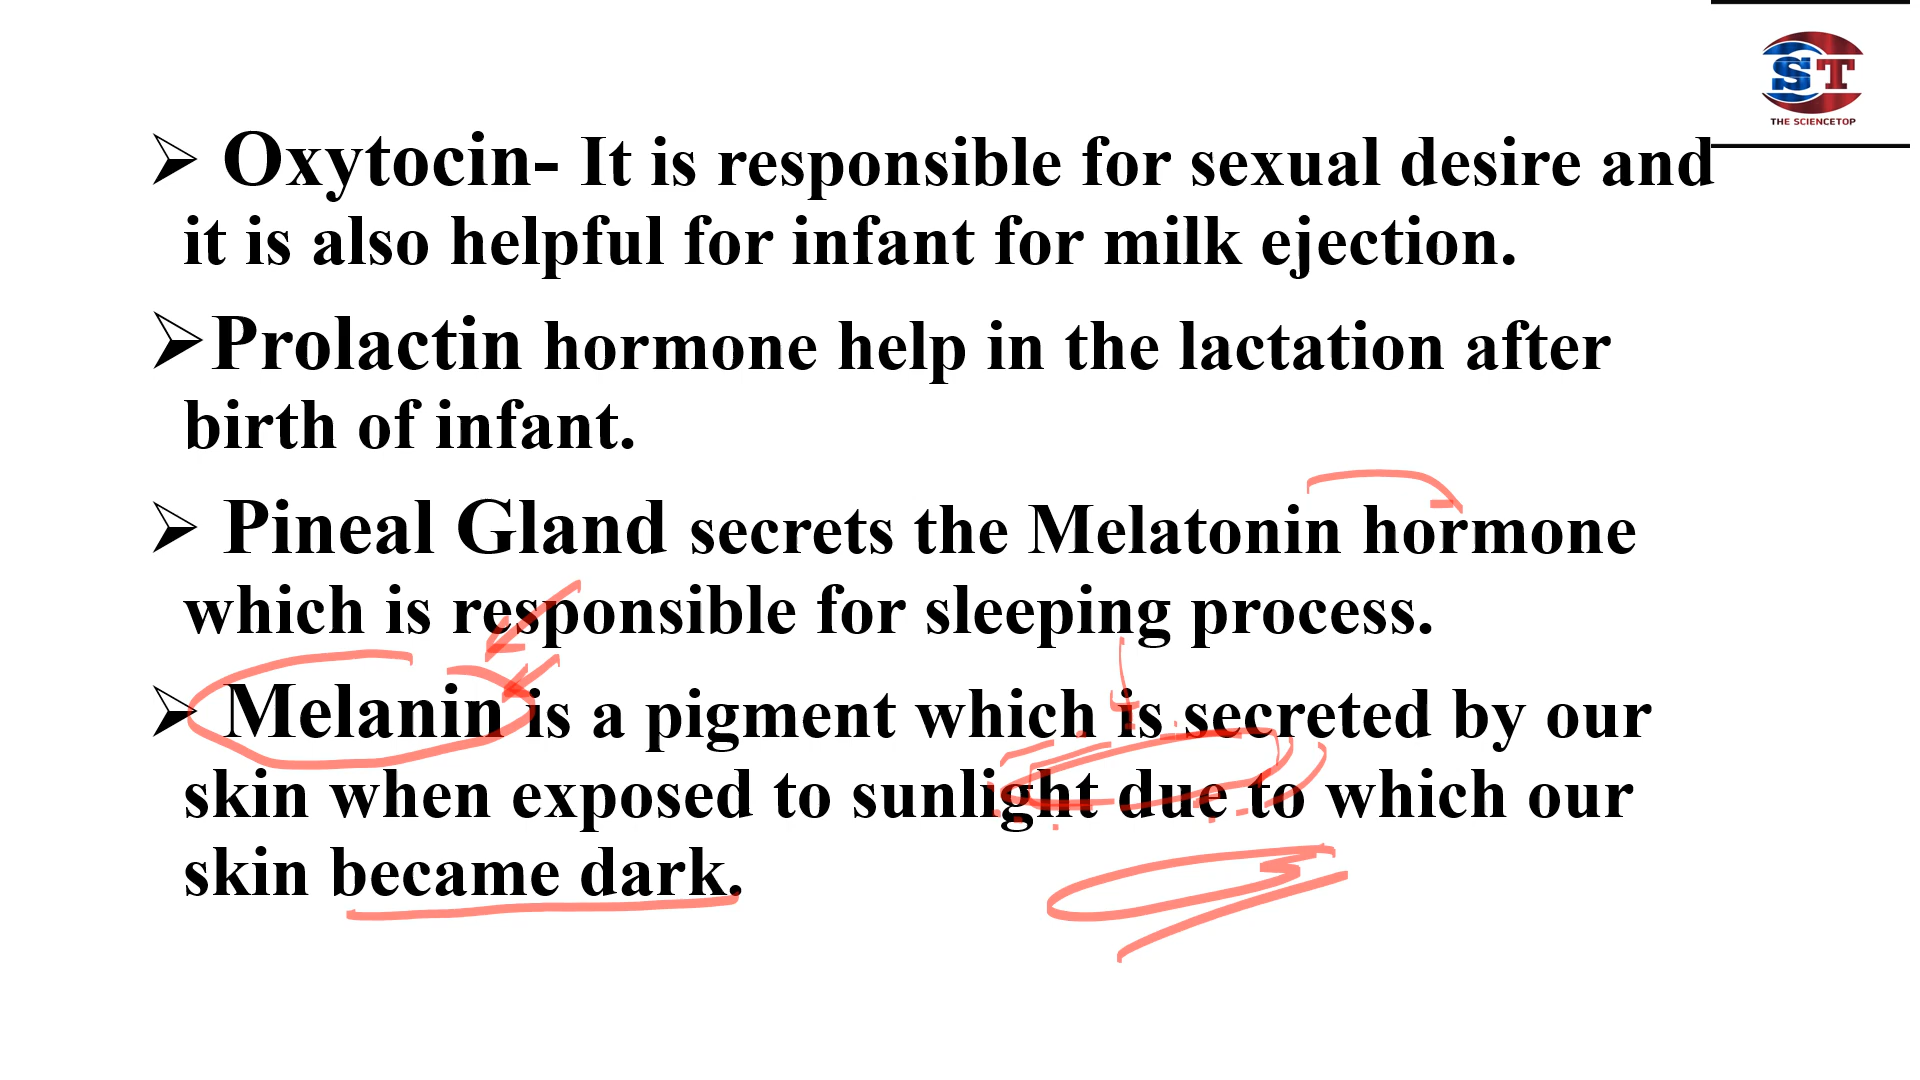 ST
THE SCIENCETOP
➢ Oxytocin- It is responsible for sexual desire and
it is also helpful for infant for milk ejection.
➢Prolactin hormone help in the lactation after
birth of infant.
➢ Pineal Gland secrets the Melatonin hormone
which is responsible for sleeping process.
➢ Melanin is a pigment which is secreted by our
skin when exposed to sunlight due to which our
skin became dark.